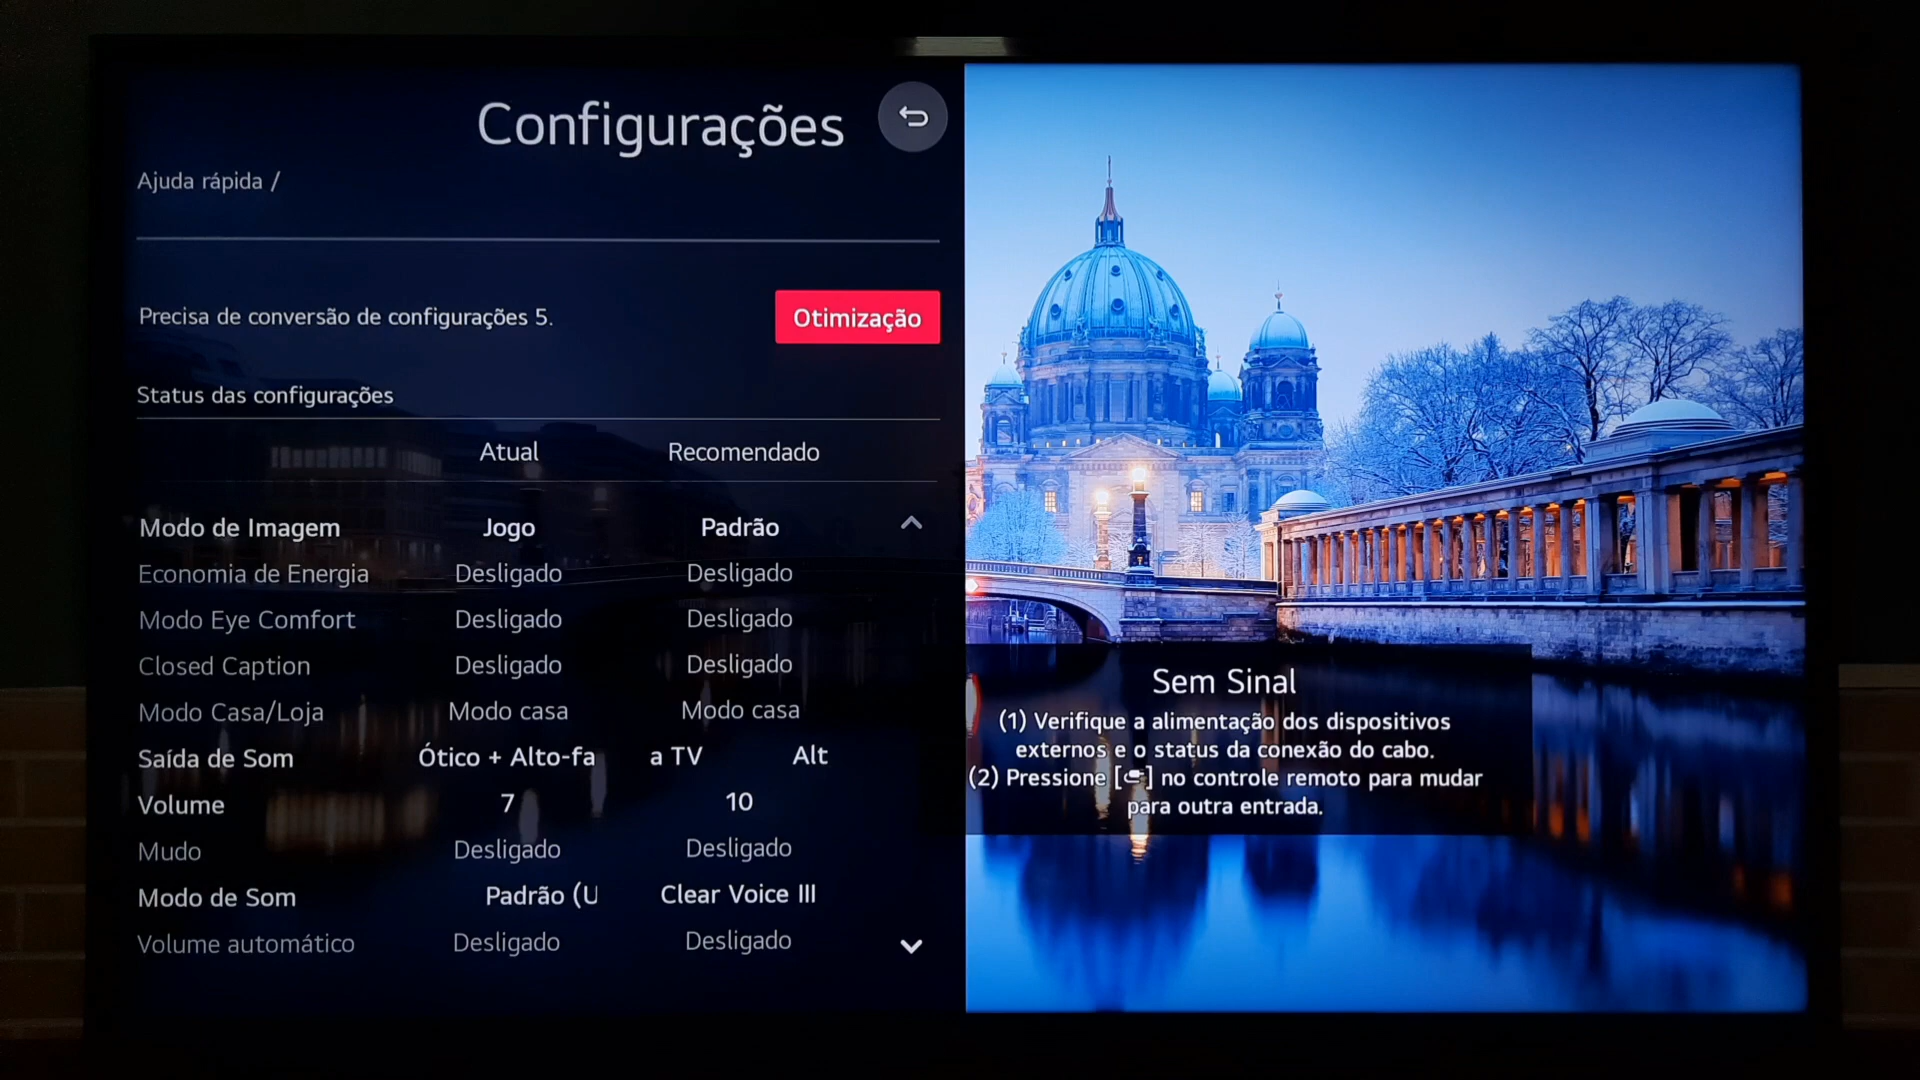 Configurações
Ajuda rápida /
Precisa de conversão de configurações 5.
Otimização
Status das configurações
Atual Recomendado
Modo de Imagem Jogo Padrão
Economia de Energia Desligado Desligado
Modo Eye Comfort Desligado Desligado
Closed Caption Desligado Desligado
Modo Casa/Loja Modo casa Modo casa
Saída de Som Ótico + Alto-fa a TV Alt
Volume 7 10
Mudo Desligado Desligado
Modo de Som Padrão (U Clear Voice III
Volume automático Desligado Desligado
Sem Sinal
(1) Verifique a alimentação dos dispositivos
externos e o status da conexão do cabo.
(2) Pressione [ ] no controle remoto para mudar
para outra entrada.